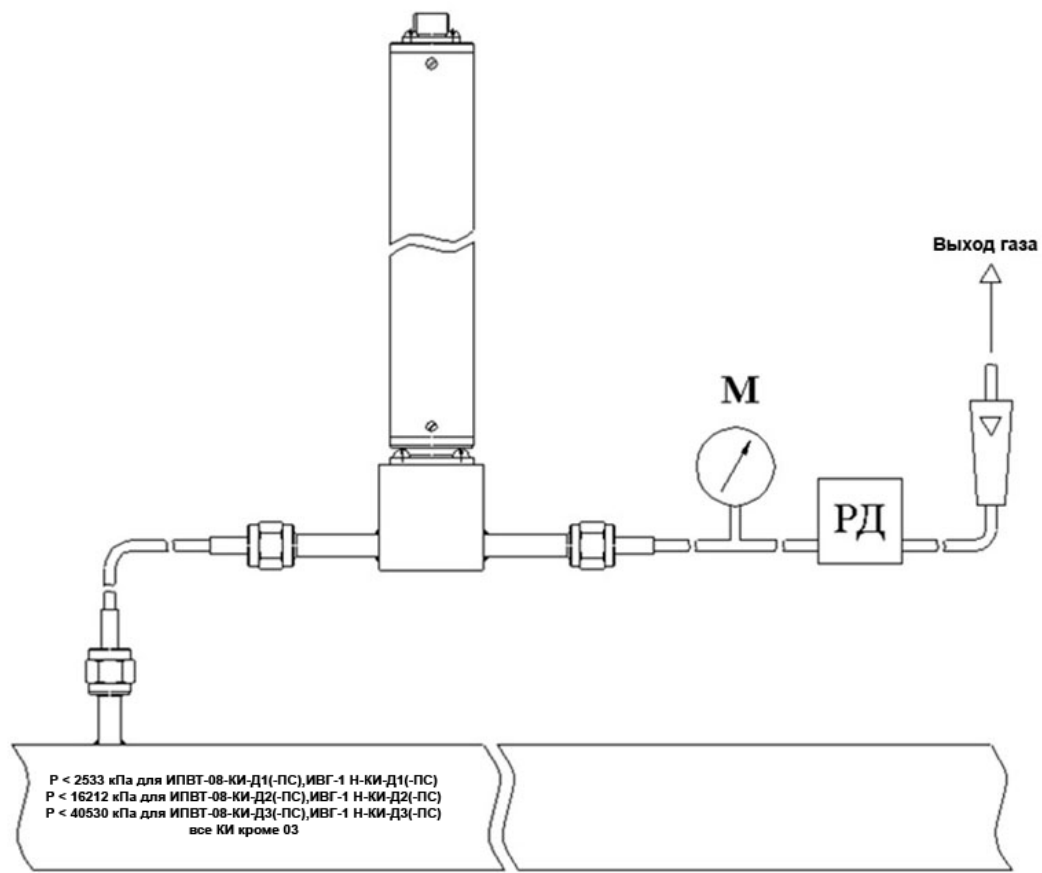 Выход газа
М
РД
Р < 2533 кПа для ИПВТ-08-КИ-Д1(-ПС),ИВГ-1 Н-КИ-Д1(-ПС)
Р < 16212 кПа для ИПВТ-08-КИ-Д2(-ПС),ИВГ-1 Н-КИ-Д2(-ПС)
Р < 40530 кПа для ИПВТ-08-КИ-Д3(-ПС),ИВГ-1 Н-КИ-Д3(-ПС)
все КИ кроме 03